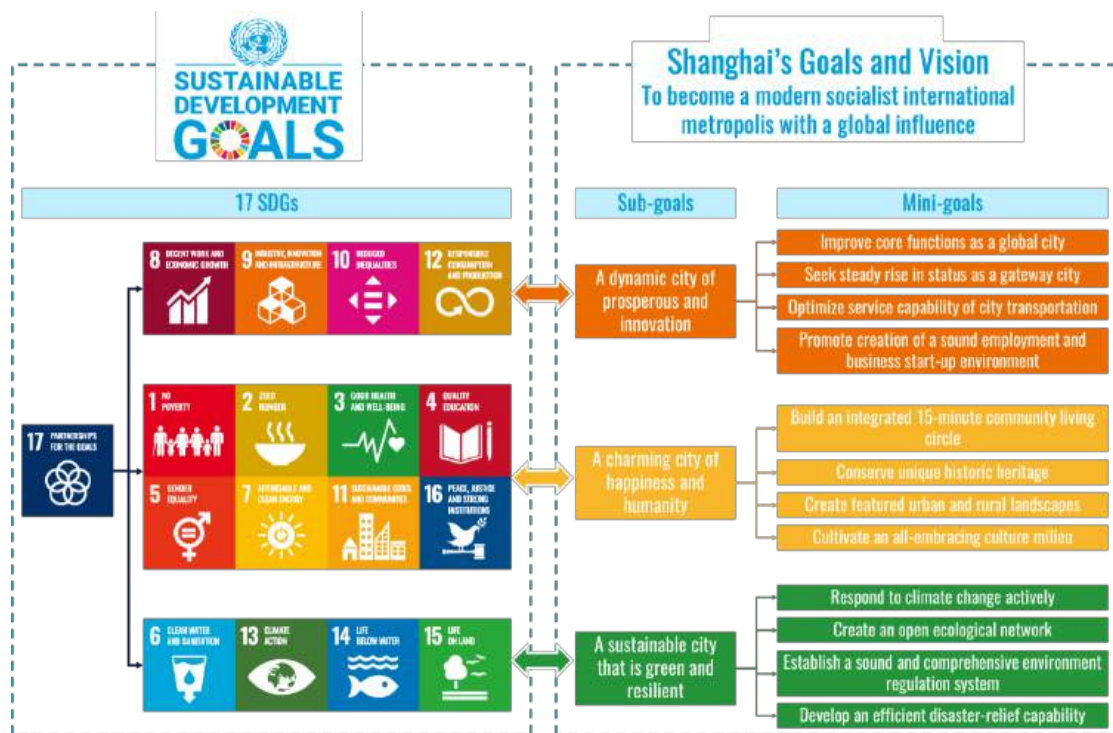 SUSTAINABLE
DEVELOPMENT
GOALS
Shanghai's Goals and Vision
To become a modern socialist international
metropolis with a global influence
17 SDGs
Sub-goals
Mini-goals
8 DECENT WORK AND
ECONOMIC GROWTH
9 INDUSTRY, INNOVATION
AND INFRASTRUCTURE
10 REDUCED
INEQUALITIES
12 RESPONSIBLE
CONSUMPTION
AND PRODUCTION
A dynamic city of
prosperous and
innovation
Improve core functions as a global city
Seek steady rise in status as a gateway city
Optimize service capability of city transportation
Promote creation of a sound employment and
business start-up environment
17 PARTNERSHIPS
FOR THE GOALS
1 NO
POVERTY
2 ZERO
HUNGER
3 GOOD HEALTH
AND WELL-BEING
4 QUALITY
EDUCATION
5 GENDER
EQUALITY
7 AFFORDABLE AND
CLEAN ENERGY
11 SUSTAINABLE CITIES
AND COMMUNITIES
16 PEACE, JUSTICE
AND STRONG
INSTITUTIONS
A charming city of
happiness and
humanity
Build an integrated 15-minute community living
circle
Conserve unique historic heritage
Create featured urban and rural landscapes
Cultivate an all-embracing culture milieu
6 CLEAN WATER
AND SANITATION
13 CLIMATE
ACTION
14 LIFE
BELOW WATER
15 LIFE
ON LAND
A sustainable city
that is green and
resilient
Respond to climate change actively
Create an open ecological network
Establish a sound and comprehensive environment
regulation system
Develop an efficient disaster-relief capability